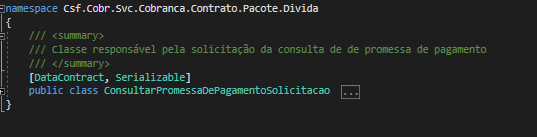 namespace Csf.Cobr.Svc.Cobranca.Contrato.Pacote.Divida
{
/// <summary>
/// Classe responsável pela solicitação da consulta de de promessa de pagamento
/// </summary>
[DataContract, Serializable]
public class ConsultarPromessaDePagamentoSolicitacao ...
}